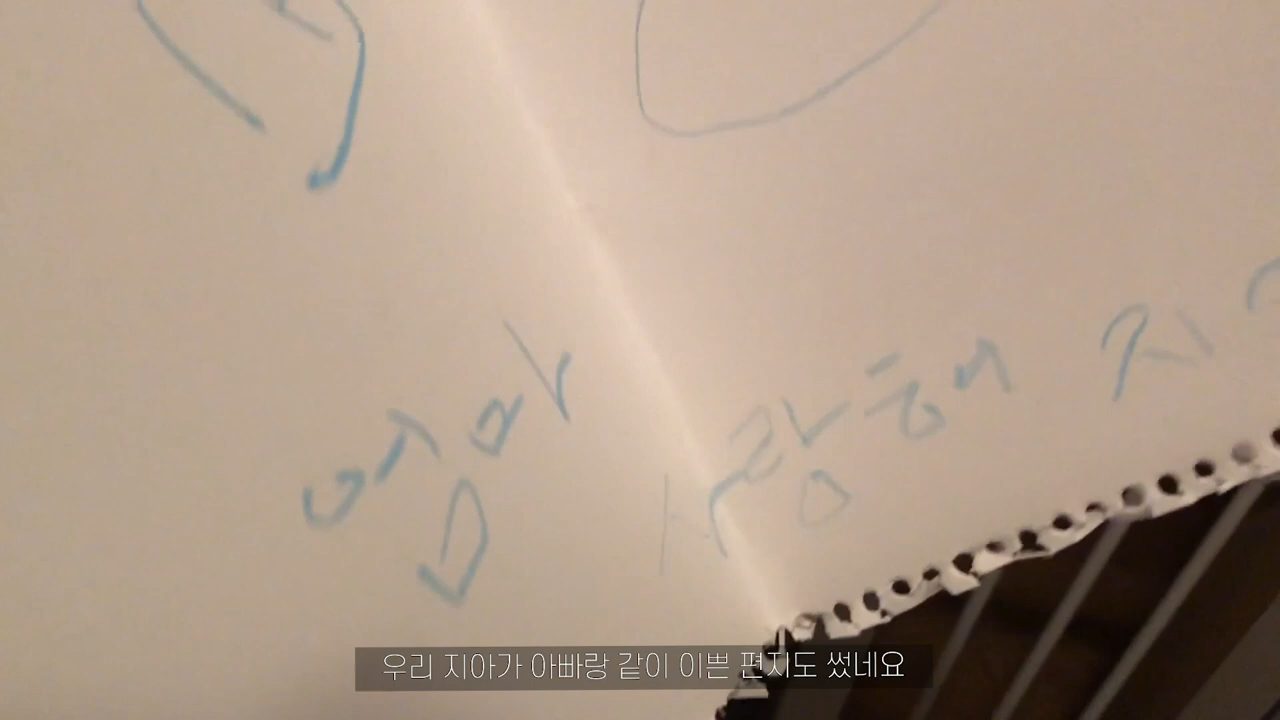 엄마 사랑해 지
우리 지아가 아빠랑 같이 이쁜 편지도 썼네요